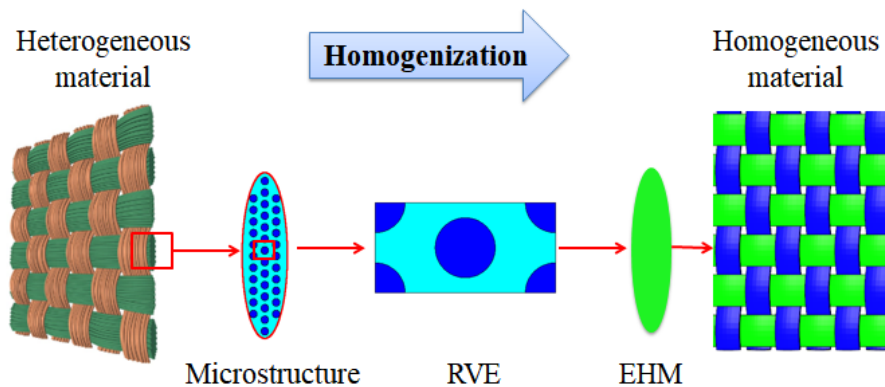 Heterogeneous
material
Homogenization
Homogeneous
material
Microstructure
RVE
EHM